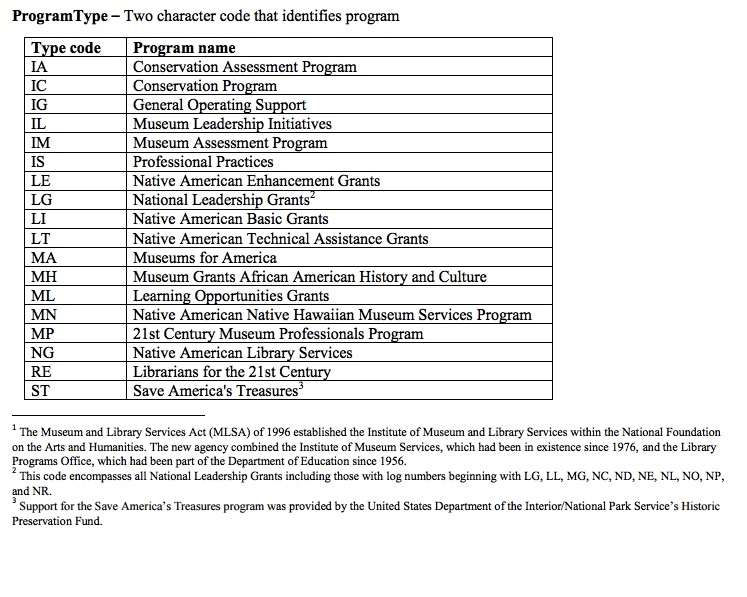 ProgramType – Two character code that identifies program
Type code Program name
IA Conservation Assessment Program
IC Conservation Program
IG General Operating Support
IL Museum Leadership Initiatives
IM Museum Assessment Program
IS Professional Practices
LE Native American Enhancement Grants
LG National Leadership Grants2
LI Native American Basic Grants
LT Native American Technical Assistance Grants
MA Museums for America
MH Museum Grants African American History and Culture
ML Learning Opportunities Grants
MN Native American Native Hawaiian Museum Services Program
MP 21st Century Museum Professionals Program
NG Native American Library Services
RE Librarians for the 21st Century
ST Save America's Treasures3
1 The Museum and Library Services Act (MLSA) of 1996 established the Institute of Museum and Library Services within the National Foundation
on the Arts and Humanities. The new agency combined the Institute of Museum Services, which had been in existence since 1976, and the Library
Programs Office, which had been part of the Department of Education since 1956.
2 This code encompasses all National Leadership Grants including those with log numbers beginning with LG, LL, MG, NC, ND, NE, NL, NO, NP,
and NR.
3 Support for the Save America’s Treasures program was provided by the United States Department of the Interior/National Park Service’s Historic
Preservation Fund.